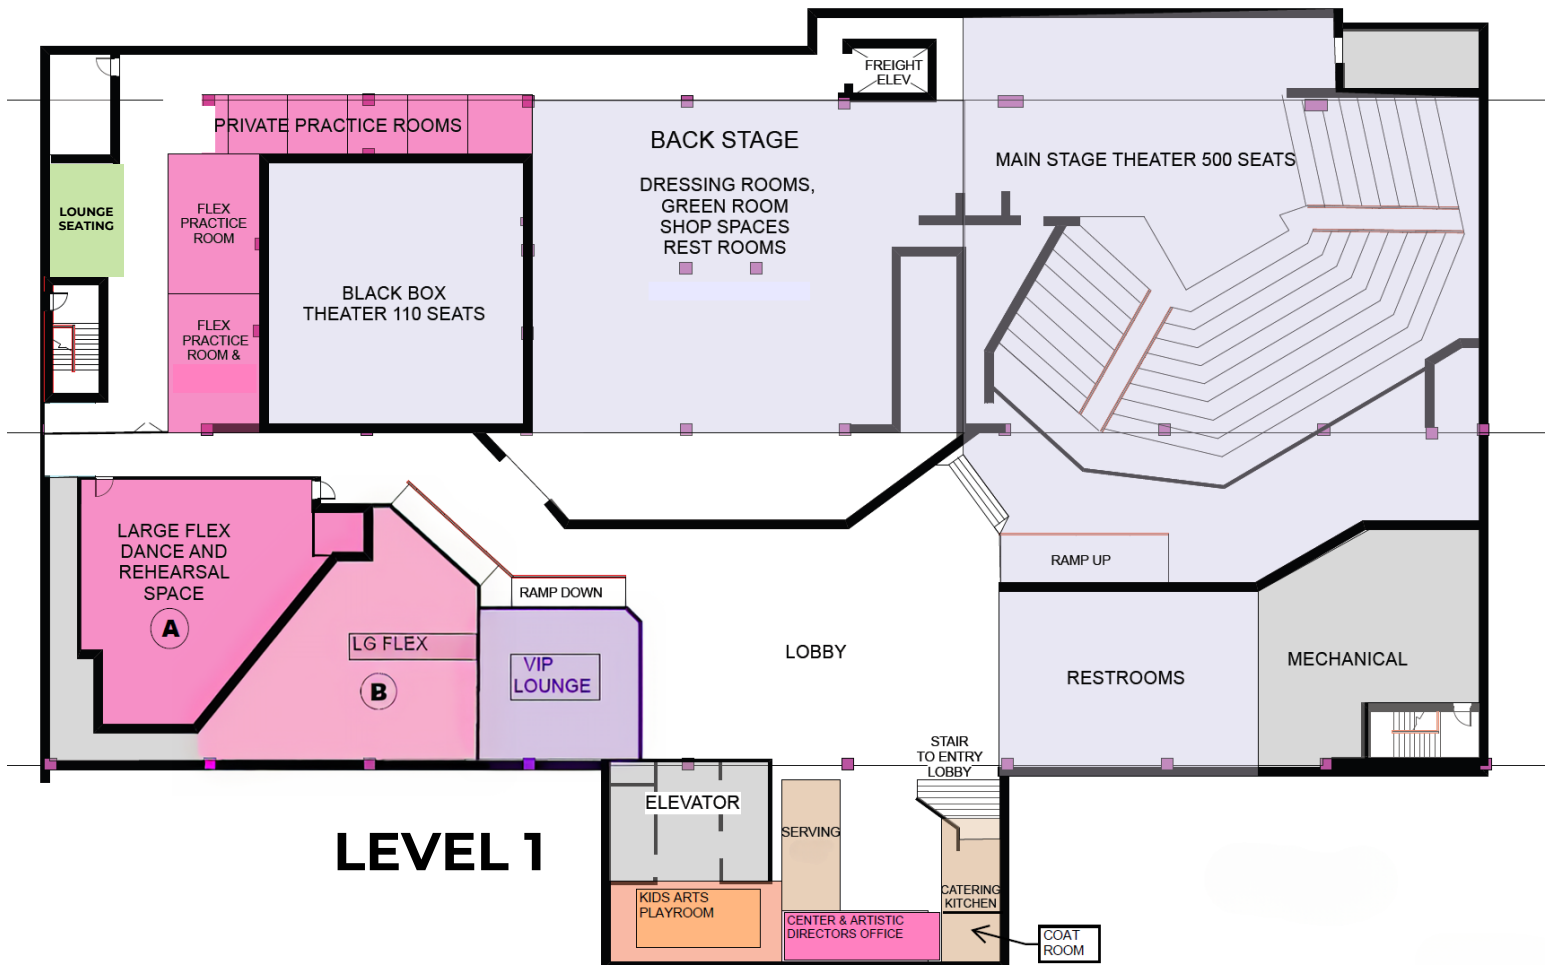 FREIGHT
ELEV
PRIVATE PRACTICE ROOMS
BACK STAGE
MAIN STAGE THEATER 500 SEATS
DRESSING ROOMS,
GREEN ROOM
SHOP SPACES
REST ROOMS
LOUNGE
SEATING
FLEX
PRACTICE
ROOM
BLACK BOX
THEATER 110 SEATS
FLEX
PRACTICE
ROOM &
LARGE FLEX
DANCE AND
REHEARSAL
SPACE
A
RAMP UP
RAMP DOWN
LG FLEX
B
VIP
LOUNGE
LOBBY
RESTROOMS
MECHANICAL
STAIR
TO ENTRY
LOBBY
ELEVATOR
SERVING
LEVEL 1
KIDS ARTS
PLAYROOM
CATERING
KITCHEN
CENTER & ARTISTIC
DIRECTORS OFFICE
COAT
ROOM